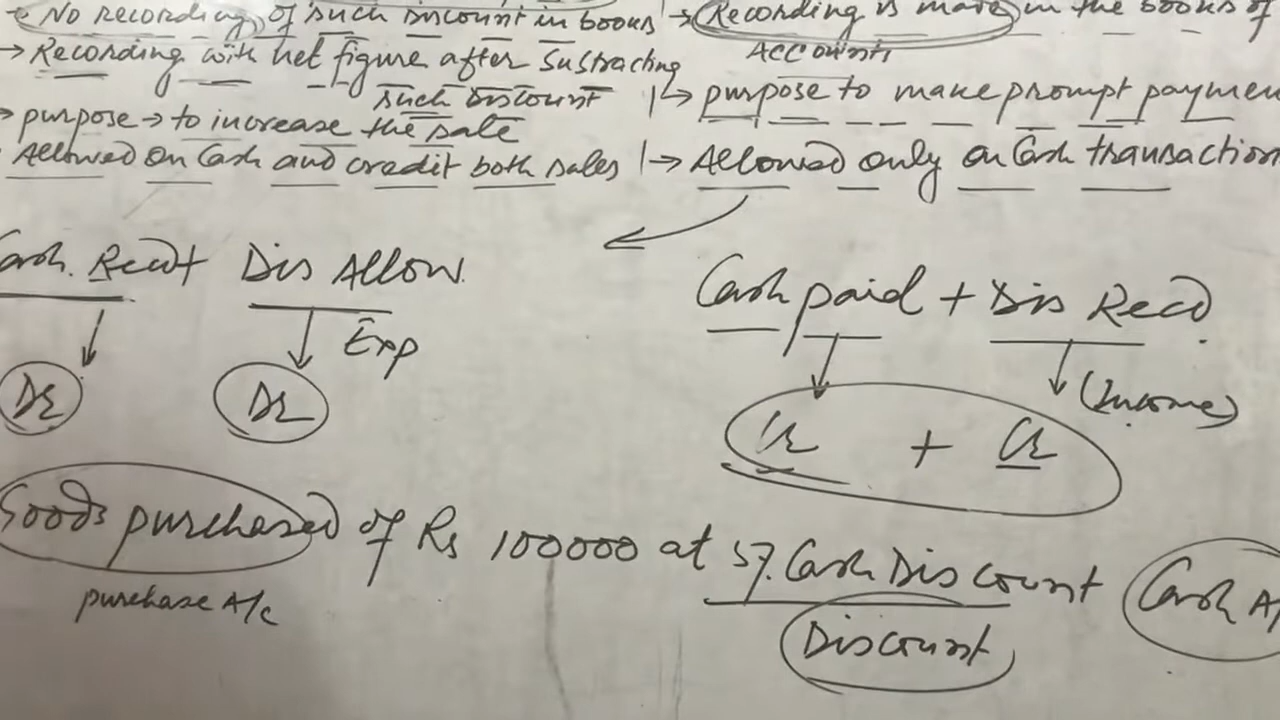 No recording of such Discount in books
→ Recording with net figure after Sustracting
such Discount
→ purpose → to increase the sale
Allowed on Cash and credit both sales
→ Recording is made in the books of
Accounts
→ purpose to make prompt paymen
→ Allowed only on Cash transaction
Cash Recd + Dis Allow.
Exp
Dr Dr
Cash paid + Dis Recd.
(Income)
Cr + Cr
Goods purchased of Rs 100000 at 5% Cash Discount Cash A/
purchase A/c
Discount